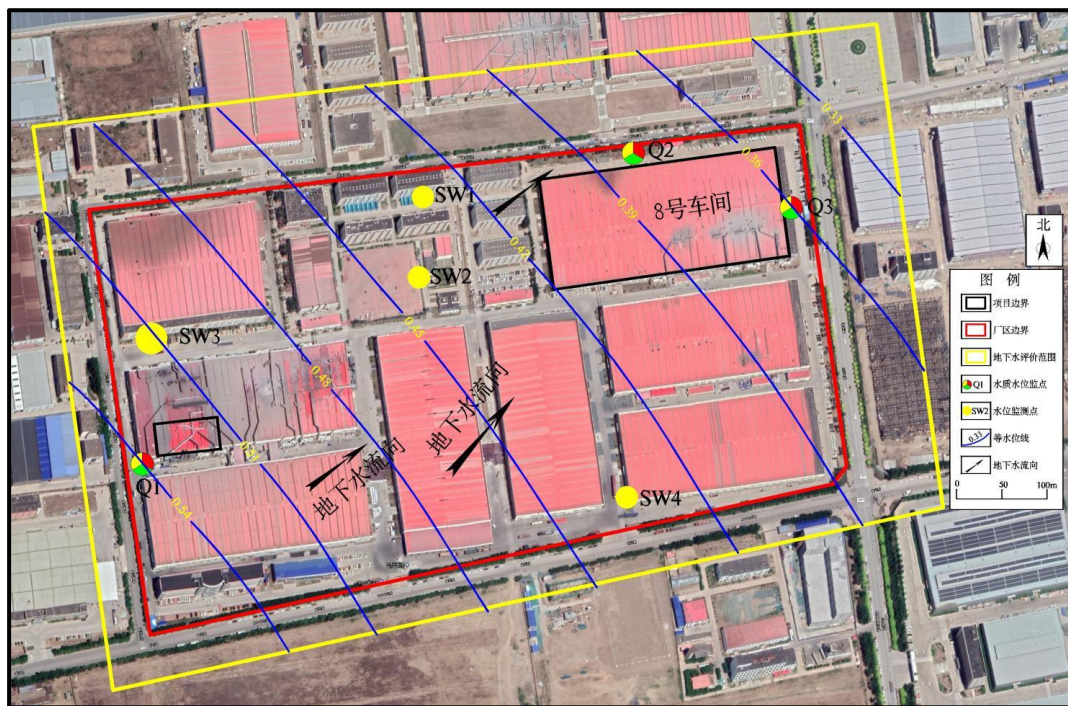 0.33
Q2
0.36
SW1
8号车间
Q3
0.39
北
0.42
SW2
图 例
项目边界
0.45
厂区边界
SW3
地下水评价范围
0.48
Q1
水质水位监点
SW2
水位监测点
0.33
等水位线
地下水流向
地下水流向
0.51
地下水流向
Q1
0.54
SW4
0 50 100m